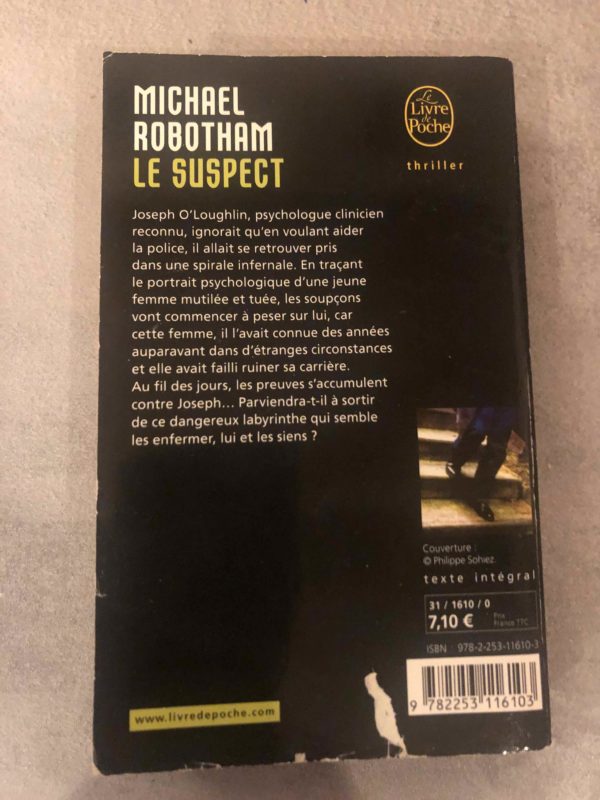 MICHAEL
ROBOTHAM
LE SUSPECT
Le
Livre
de
Poche
thriller
Joseph O'Loughlin, psychologue clinicien
reconnu, ignorait qu'en voulant aider
la police, il allait se retrouver pris
dans une spirale infernale. En traçant
le portrait psychologique d'une jeune
femme mutilée et tuée, les soupçons
vont commencer à peser sur lui, car
cette femme, il l'avait connue des années
auparavant dans d'étranges circonstances
et elle avait failli ruiner sa carrière.
Au fil des jours, les preuves s'accumulent
contre Joseph... Parviendra-t-il à sortir
de ce dangereux labyrinthe qui semble
les enfermer, lui et les siens ?
Couverture :
© Philippe Sohiez.
texte intégral
31 / 1610 / 0
7,10 € Prix
France TTC
ISBN : 978-2-253-11610-3
9 782253 116103
www.livredepoche.com